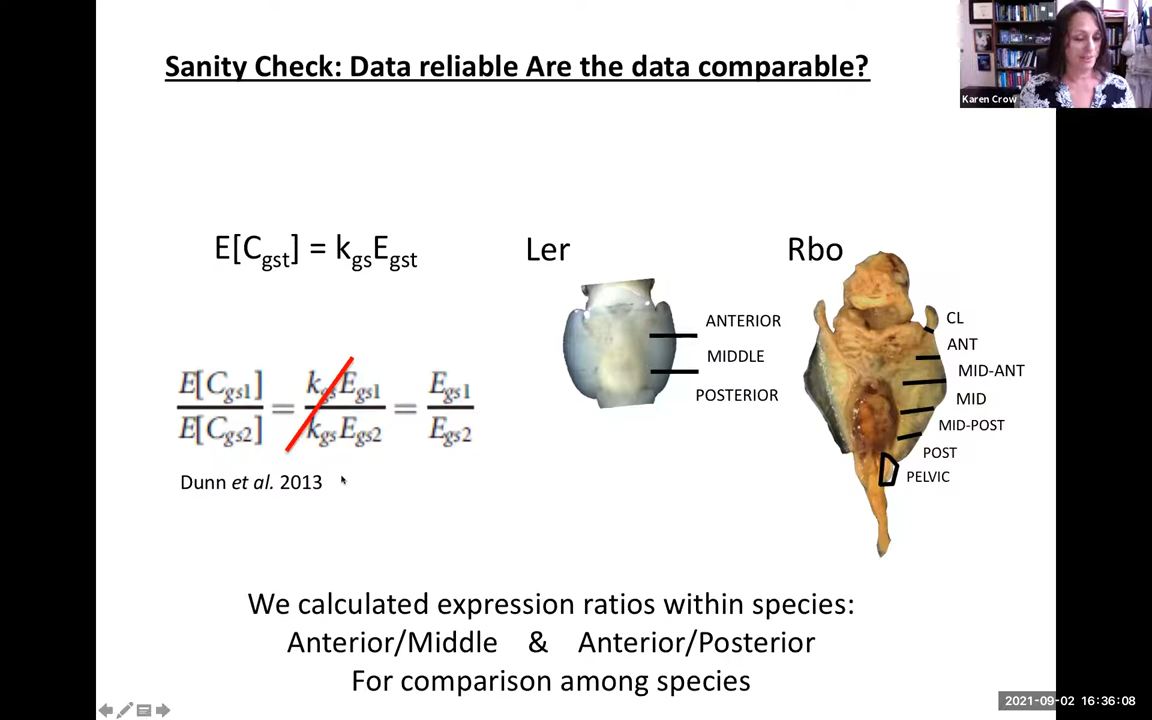 Sanity Check: Data reliable Are the data comparable?
Karen Crow
E[Cgst] = kgsEgst
Ler
Rbo
ANTERIOR
MIDDLE
POSTERIOR
CL
ANT
MID-ANT
MID
MID-POST
POST
PELVIC
E[Cgs1] / E[Cgs2] = kgsEgs1 / kgsEgs2 = Egs1 / Egs2
Dunn et al. 2013
We calculated expression ratios within species:
Anterior/Middle & Anterior/Posterior
For comparison among species
2021-09-02 16:36:08